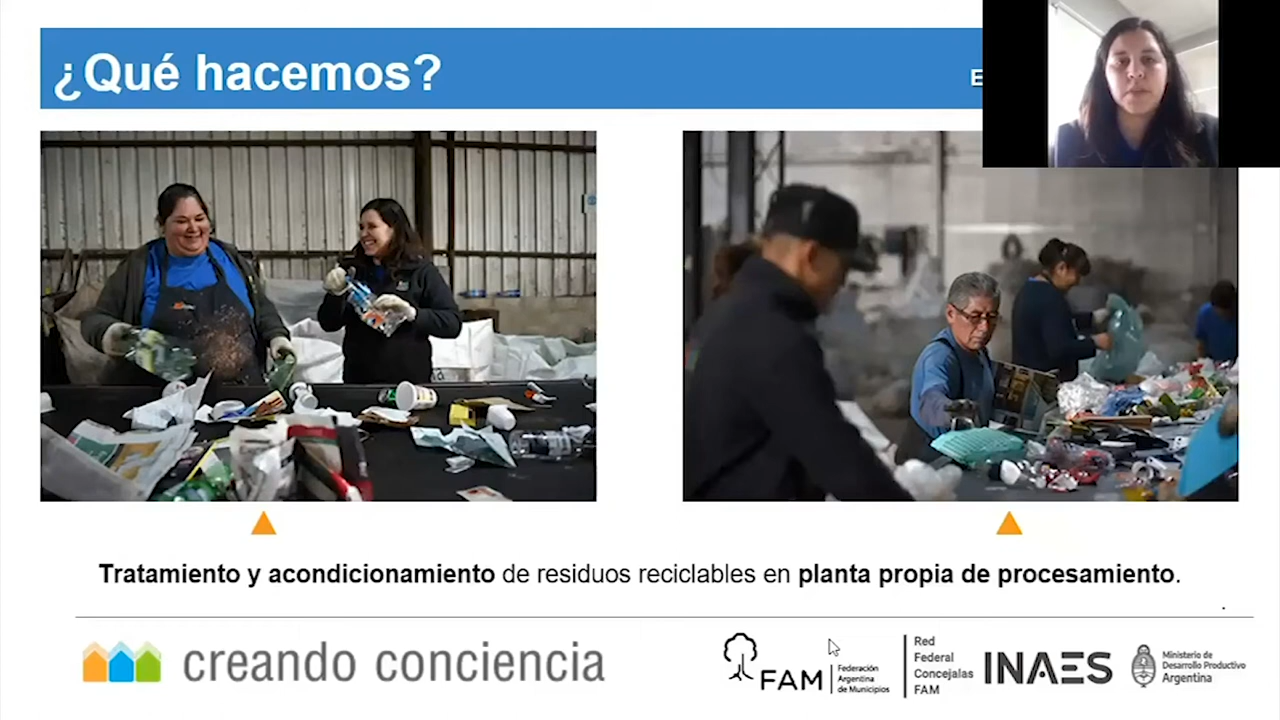 ¿Qué hacemos?
E
Tratamiento y acondicionamiento de residuos reciclables en planta propia de procesamiento.
.
creando conciencia
FAM
Federación
Argentina
de Municipios
Red
Federal
Concejalas
FAM
INAES
Ministerio de
Desarrollo Productivo
Argentina